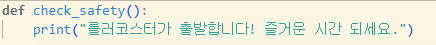 def check_safety():
    print("롤러코스터가 출발합니다! 즐거운 시간 되세요.")